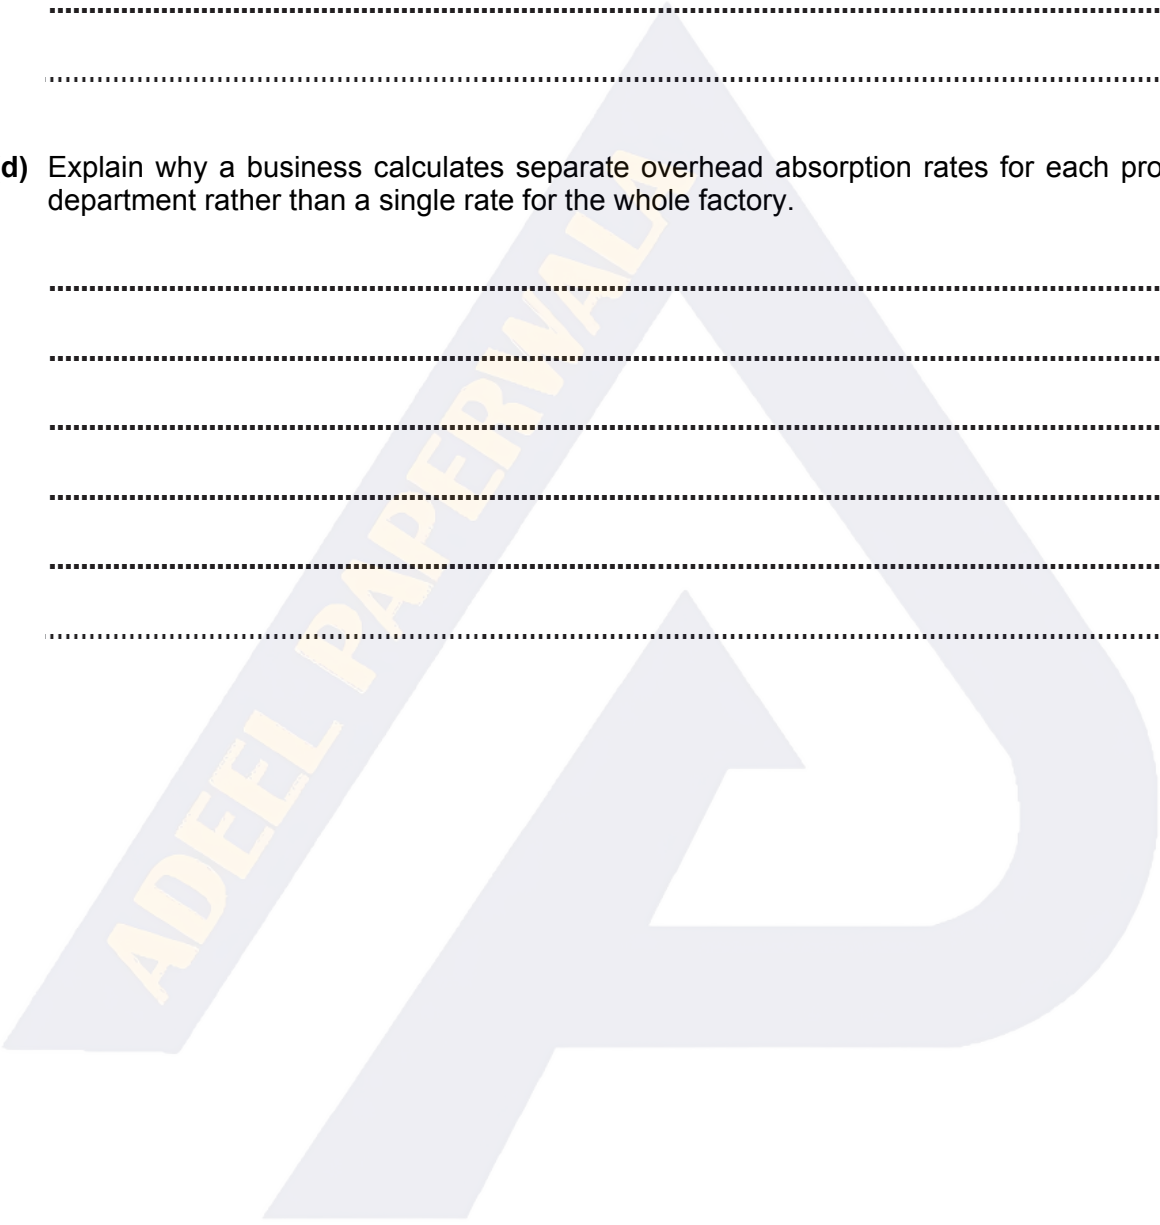 d) Explain why a business calculates separate overhead absorption rates for each pro
department rather than a single rate for the whole factory.
ADEEL PAPERWALA